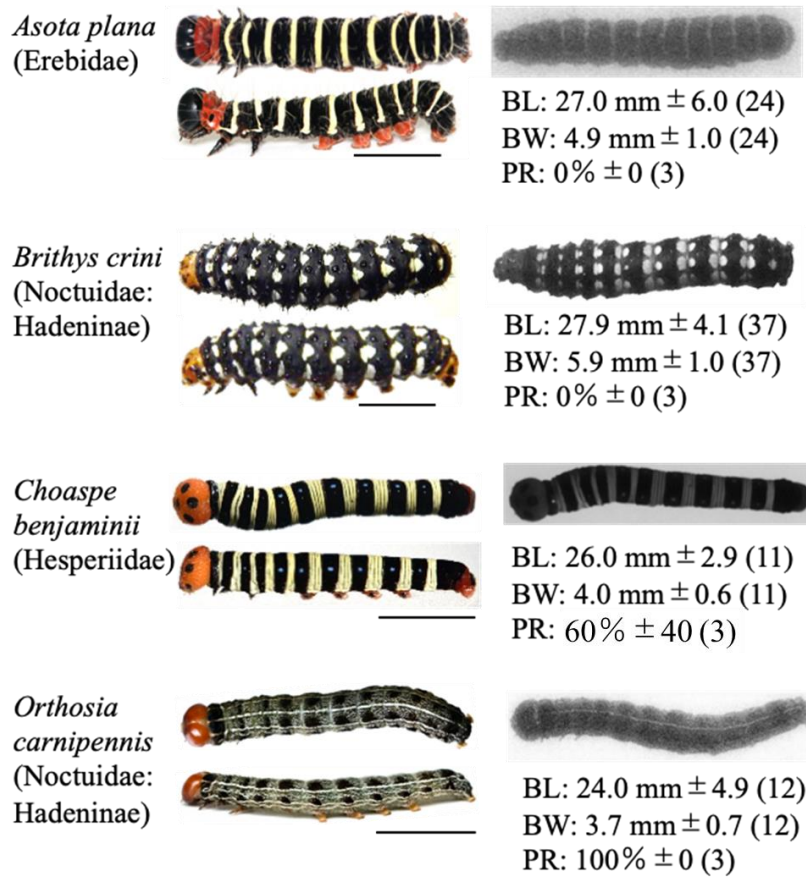 Asota plana
(Erebidae)
BL: 27.0 mm ± 6.0 (24)
BW: 4.9 mm ± 1.0 (24)
PR: 0% ± 0 (3)
Brithys crini
(Noctuidae:
Hadeninae)
BL: 27.9 mm ± 4.1 (37)
BW: 5.9 mm ± 1.0 (37)
PR: 0% ± 0 (3)
Choaspe
benjaminii
(Hesperiidae)
BL: 26.0 mm ± 2.9 (11)
BW: 4.0 mm ± 0.6 (11)
PR: 60% ± 40 (3)
Orthosia
carnipennis
(Noctuidae:
Hadeninae)
BL: 24.0 mm ± 4.9 (12)
BW: 3.7 mm ± 0.7 (12)
PR: 100% ± 0 (3)